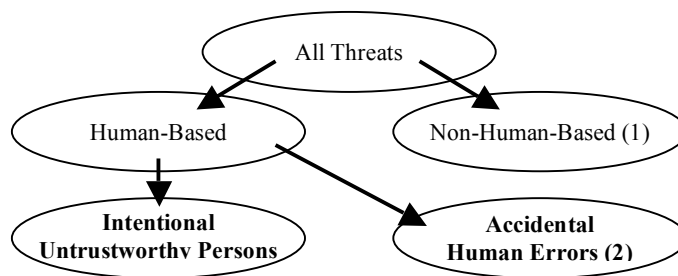 All Threats
Human-Based
Non-Human-Based (1)
Intentional
Untrustworthy Persons
Accidental
Human Errors (2)